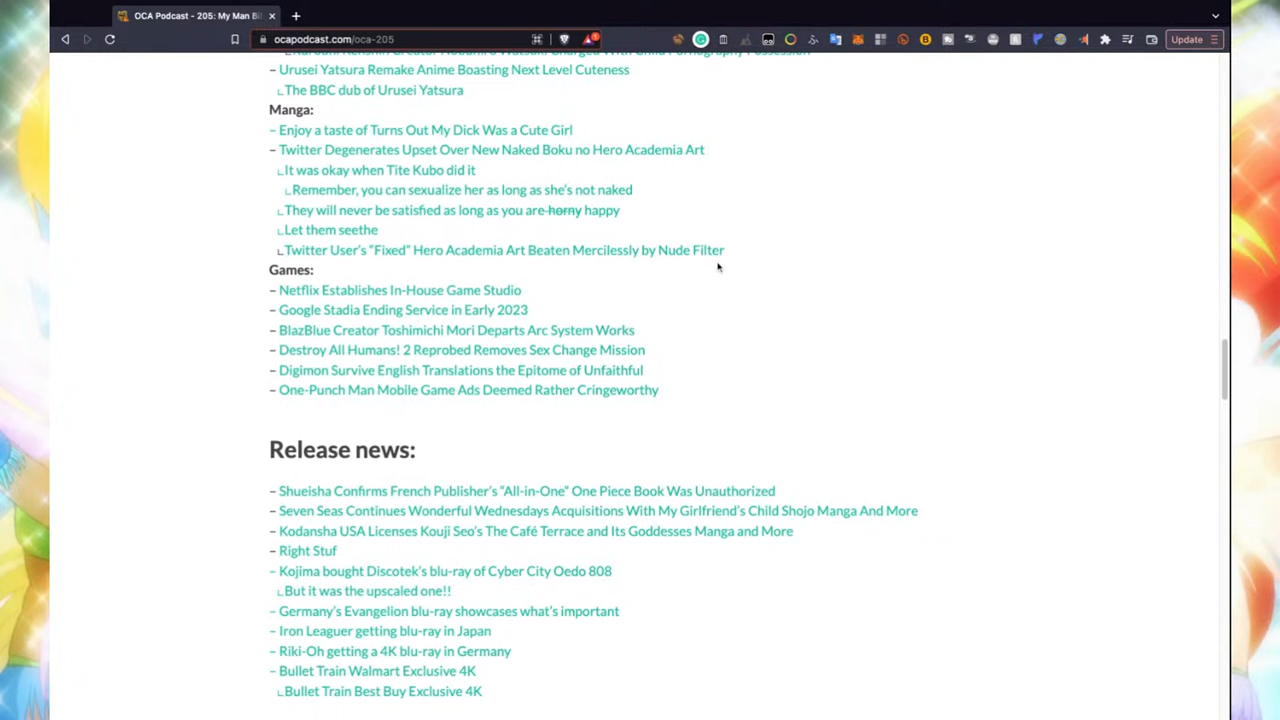 OCA Podcast - 205: My Man Bi
ocapodcast.com/oca-205
Update
Urusei Yatsura Remake Anime Boasting Next Level Cuteness
The BBC dub of Urusei Yatsura
Manga:
– Enjoy a taste of Turns Out My Dick Was a Cute Girl
– Twitter Degenerates Upset Over New Naked Boku no Hero Academia Art
It was okay when Tite Kubo did it
Remember, you can sexualize her as long as she's not naked
They will never be satisfied as long as you are horny happy
Let them seethe
Twitter User's "Fixed" Hero Academia Art Beaten Mercilessly by Nude Filter
Games:
– Netflix Establishes In-House Game Studio
– Google Stadia Ending Service in Early 2023
– BlazBlue Creator Toshimichi Mori Departs Arc System Works
– Destroy All Humans! 2 Reprobed Removes Sex Change Mission
– Digimon Survive English Translations the Epitome of Unfaithful
– One-Punch Man Mobile Game Ads Deemed Rather Cringeworthy
Release news:
– Shueisha Confirms French Publisher's "All-in-One" One Piece Book Was Unauthorized
– Seven Seas Continues Wonderful Wednesdays Acquisitions With My Girlfriend's Child Shojo Manga And More
– Kodansha USA Licenses Kouji Seo's The Café Terrace and Its Goddesses Manga and More
– Right Stuf
– Kojima bought Discotek's blu-ray of Cyber City Oedo 808
But it was the upscaled one!!
– Germany's Evangelion blu-ray showcases what's important
– Iron Leaguer getting blu-ray in Japan
– Riki-Oh getting a 4K blu-ray in Germany
– Bullet Train Walmart Exclusive 4K
Bullet Train Best Buy Exclusive 4K